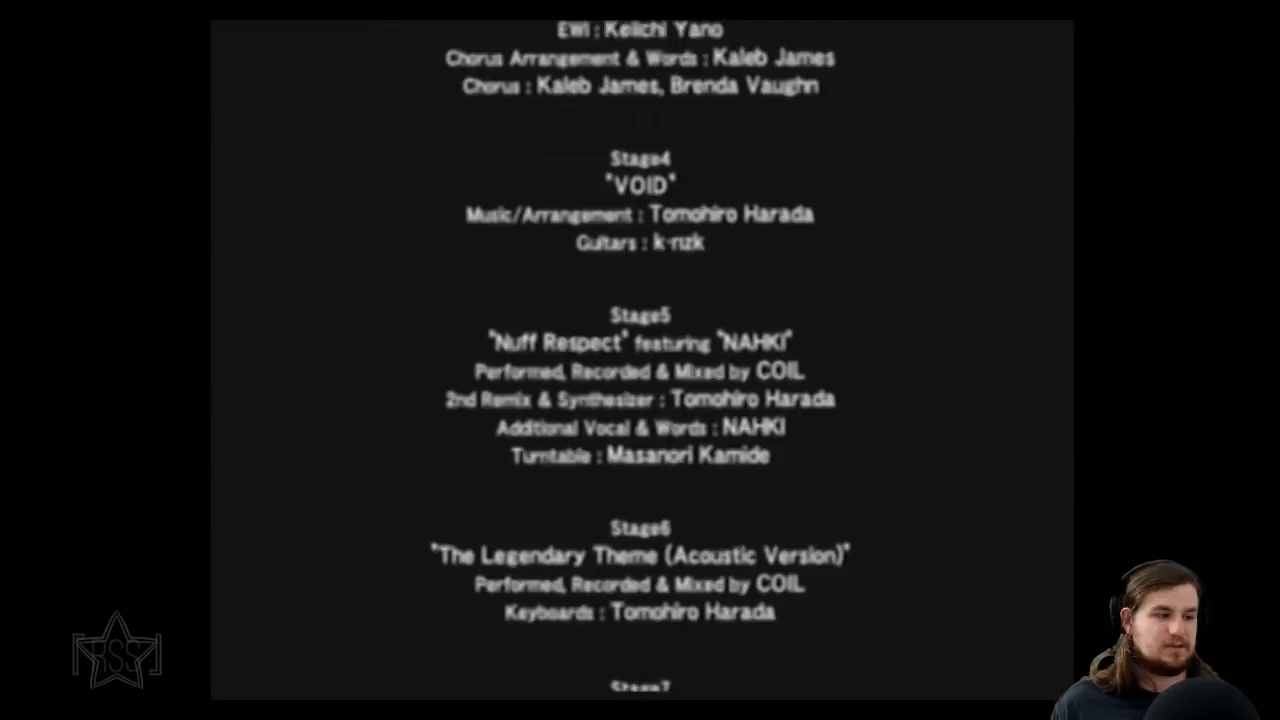 EWI : Keiichi Yano
Chorus Arrangement & Words : Kaleb James
Chorus : Kaleb James, Brenda Vaughn
Stage4
"VOID"
Music/Arrangement : Tomohiro Harada
Guitars : k-nzk
Stage5
"Nuff Respect" featuring "NAHKI"
Performed, Recorded & Mixed by COIL
2nd Remix & Synthesizer : Tomohiro Harada
Additional Vocal & Words : NAHKI
Turntable : Masanori Kamide
Stage6
"The Legendary Theme (Acoustic Version)"
Performed, Recorded & Mixed by COIL
Keyboards : Tomohiro Harada
Stage7
[RSS]